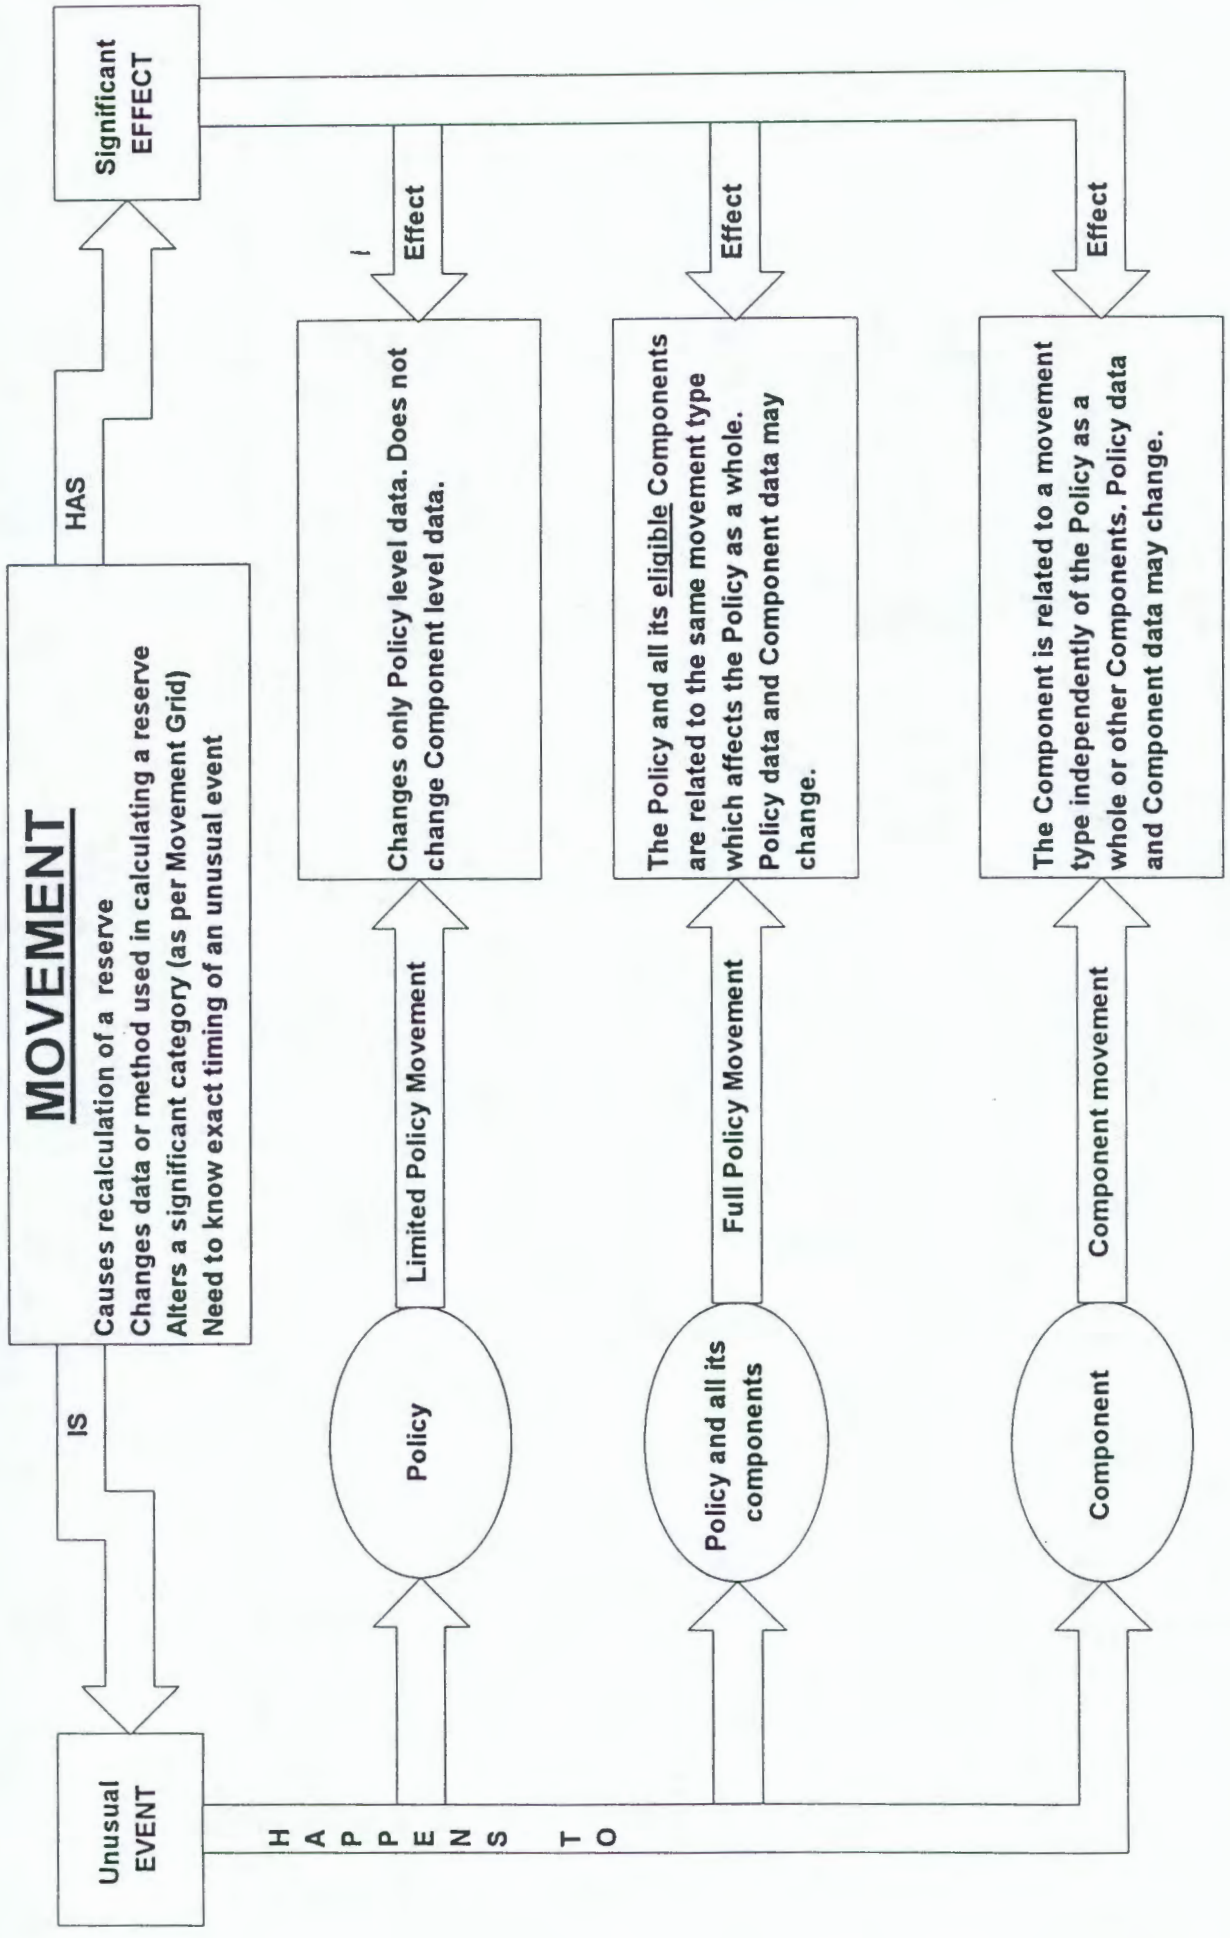 MOVEMENT
Causes recalculation of a reserve
Changes data or method used in calculating a reserve
Alters a significant category (as per Movement Grid)
Need to know exact timing of an unusual event
IS
HAS
Unusual
EVENT
Significant
EFFECT
HAPPENS TO
Policy
Limited Policy Movement
Changes only Policy level data. Does not
change Component level data.
Effect
Policy and all its
components
Full Policy Movement
The Policy and all its eligible Components
are related to the same movement type
which affects the Policy as a whole.
Policy data and Component data may
change.
Effect
Component
Component movement
The Component is related to a movement
type independently of the Policy as a
whole or other Components. Policy data
and Component data may change.
Effect